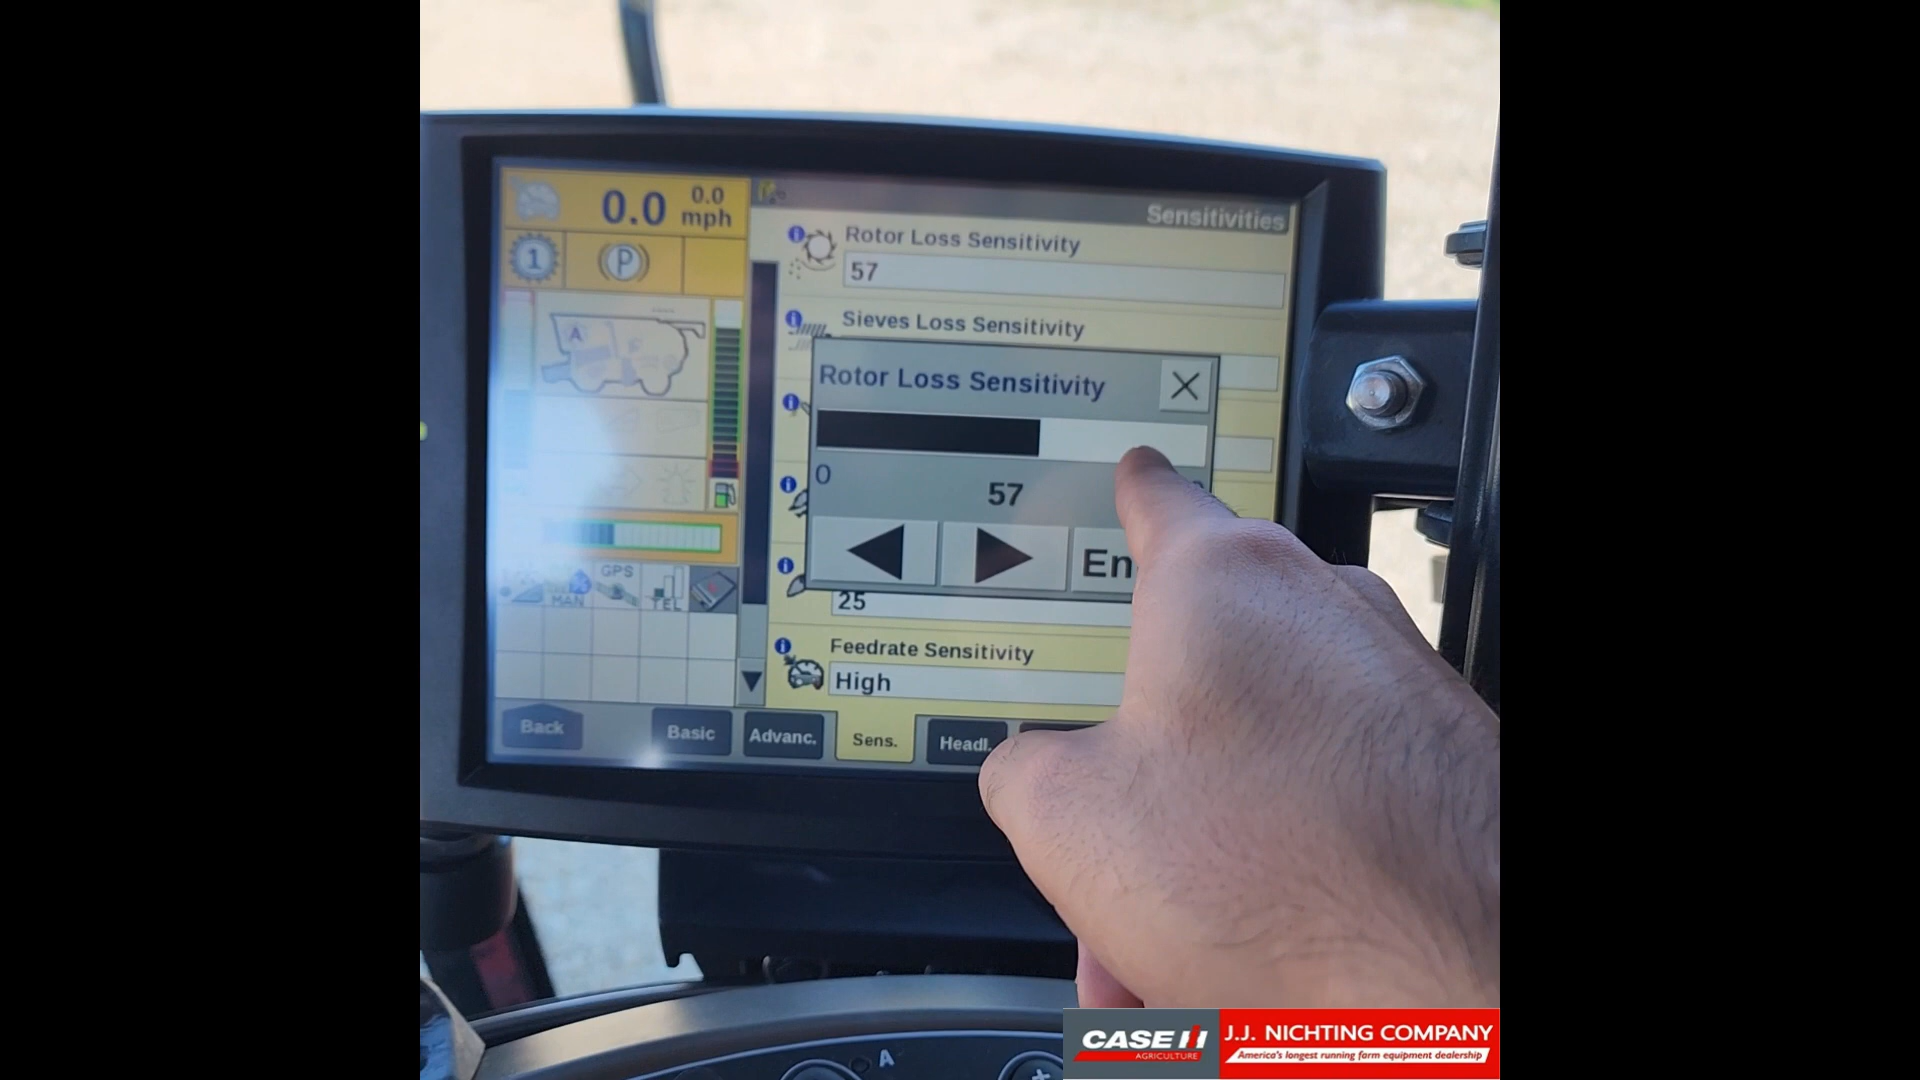 0.0
0.0
mph
Sensitivities
1
P
Rotor Loss Sensitivity
57
Sieves Loss Sensitivity
A
F
Rotor Loss Sensitivity
0
57
En
25
GPS
MAN
TEL
Feedrate Sensitivity
High
Back
Basic
Advanc.
Sens.
Headl.
A
CASE IH
AGRICULTURE
J.J. NICHTING COMPANY
America's longest running farm equipment dealership